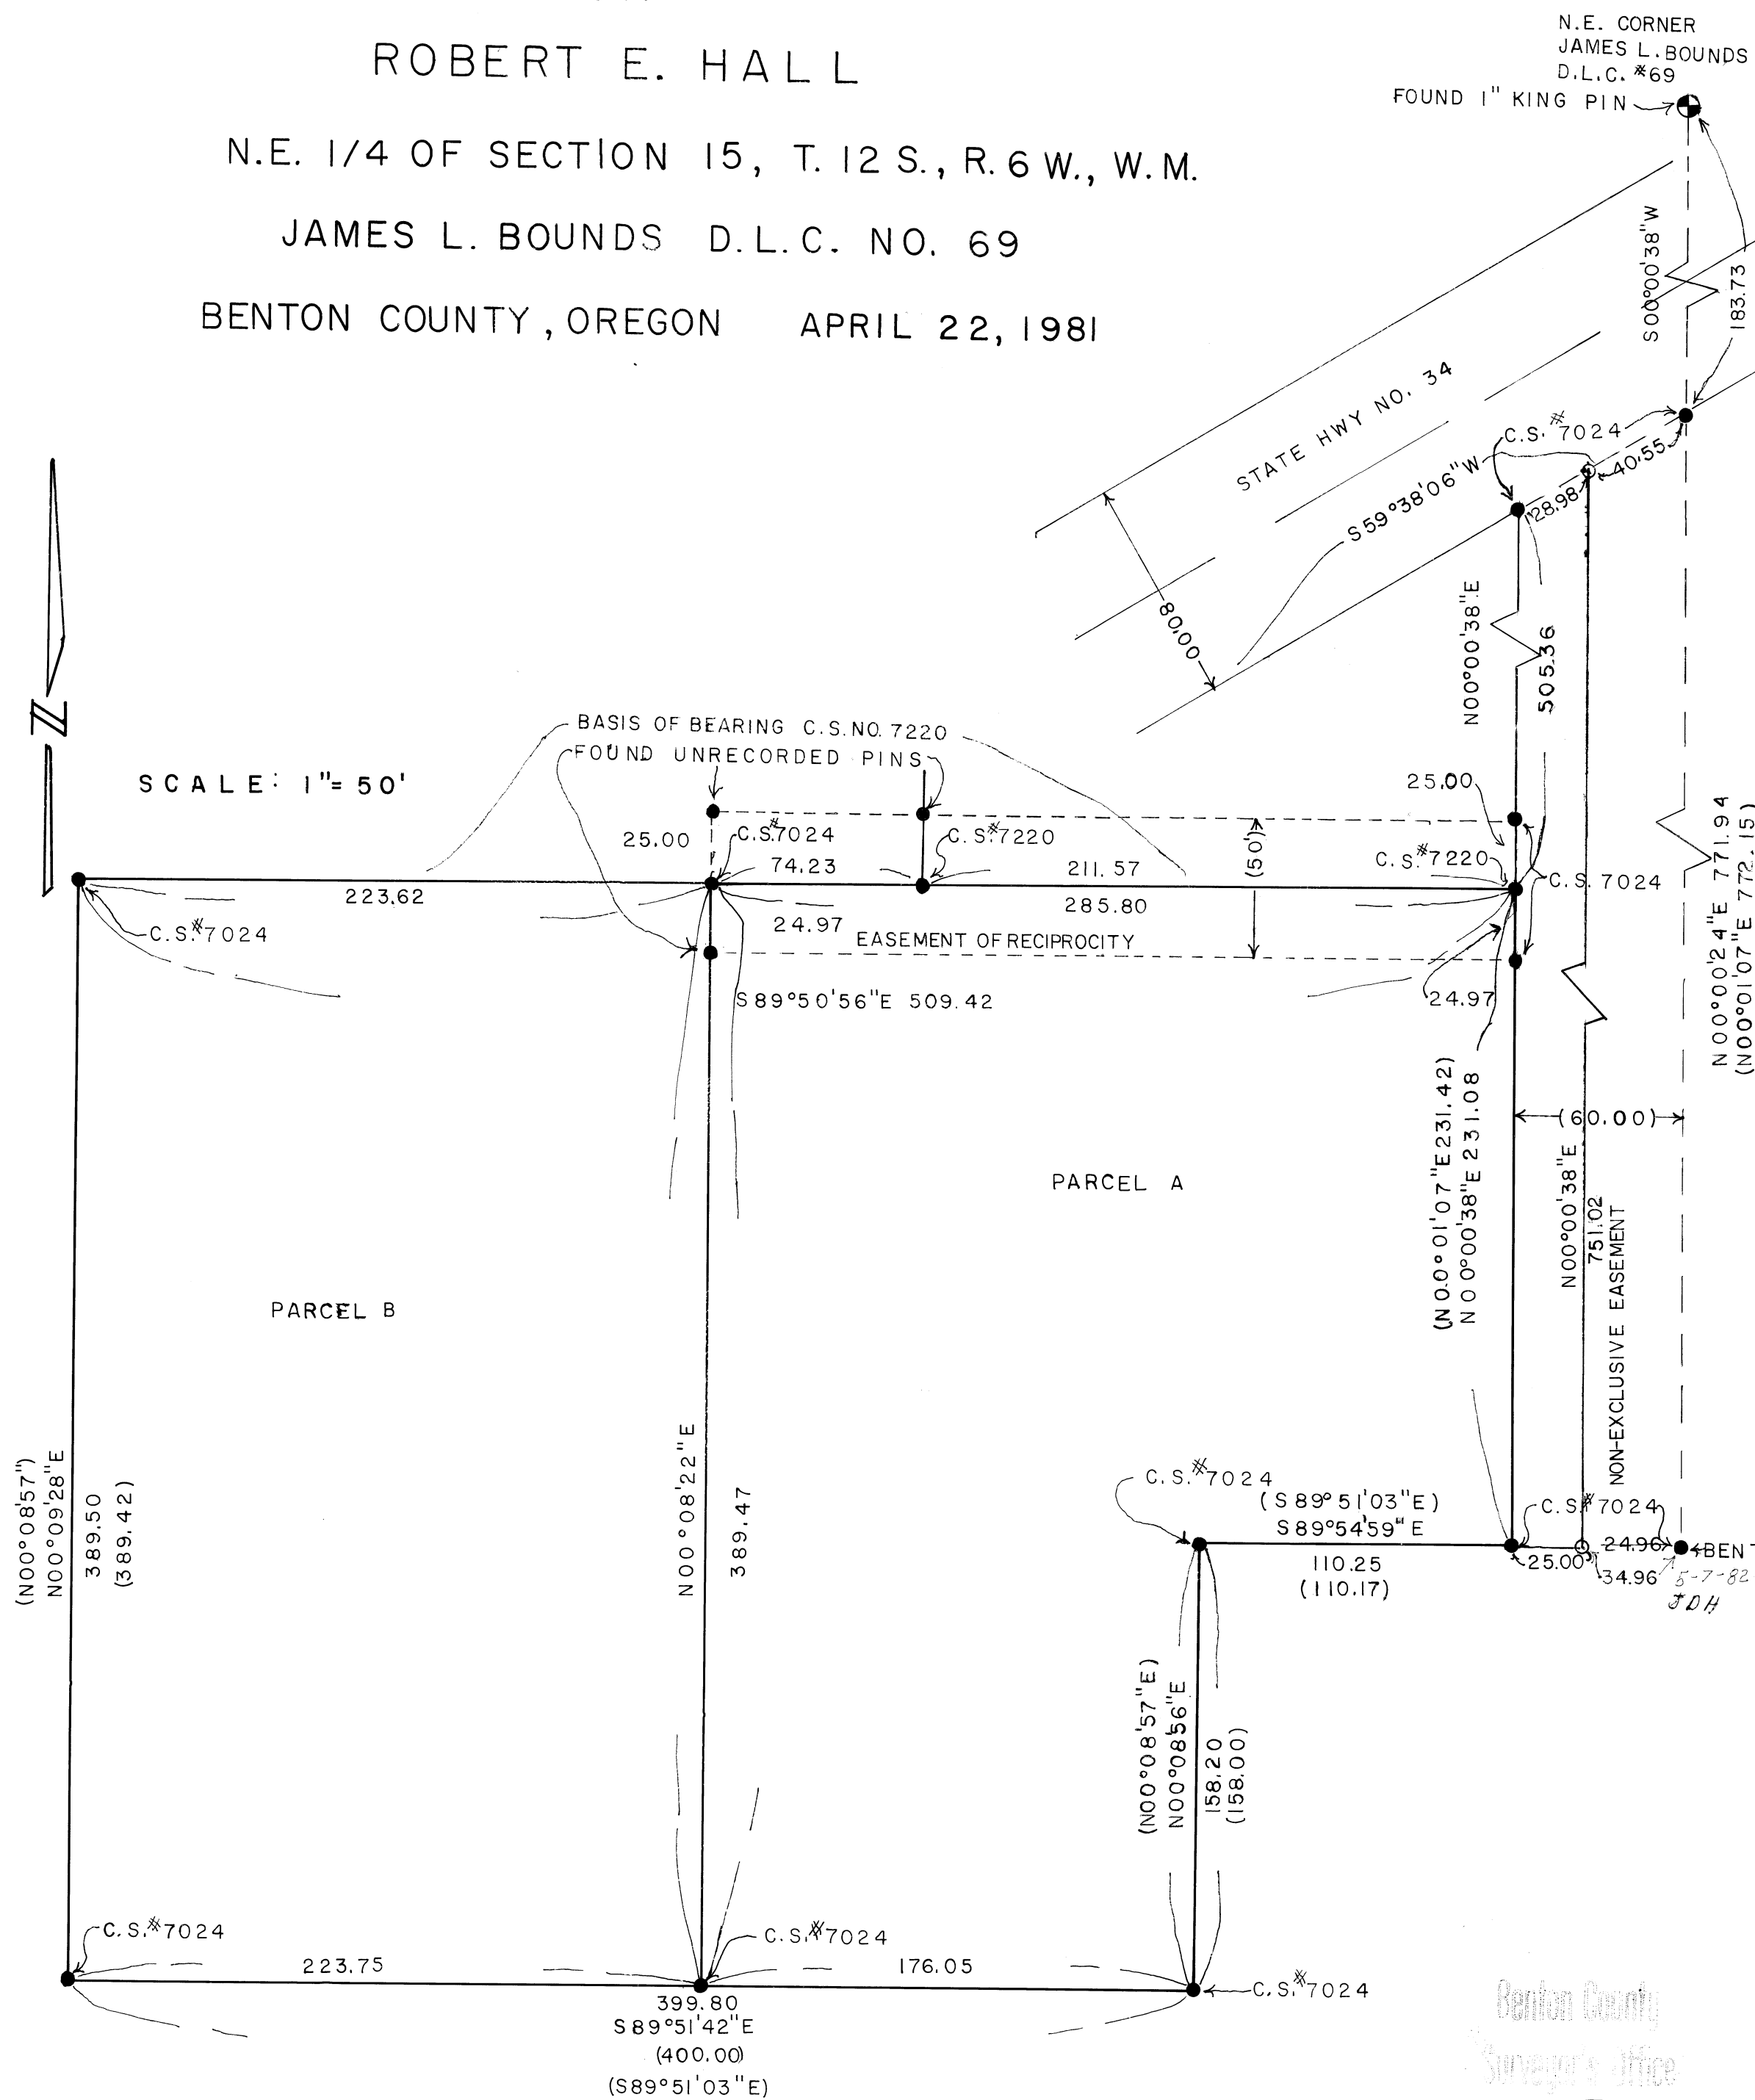 ROBERT E. HALL
N.E. 1/4 OF SECTION 15, T. 12 S., R. 6 W., W.M.
JAMES L. BOUNDS D.L.C. NO. 69
BENTON COUNTY, OREGON APRIL 22, 1981
N.E. CORNER
JAMES L. BOUNDS
D.L.C. #69
FOUND 1" KING PIN
S00°00'38"W
183.73
STATE HWY NO. 34
C.S. #7024
40.55
S59°38'06"W
28.98
80.00
N00°00'38"E
505.36
BASIS OF BEARING C.S. NO. 7220
FOUND UNRECORDED PINS
SCALE: 1"= 50'
25.00
C.S.#7024
C.S.#7220
25.00
(50')
C.S.#7220
C.S. 7024
74.23
211.57
223.62
285.80
24.97
EASEMENT OF RECIPROCITY
C.S.#7024
S89°50'56"E 509.42
24.97
N00°00'24"E 771.94
(N00°01'07"E 772.15)
(60.00)
(N00°01'07"E 231.42)
N00°00'38"E 231.08
N00°00'38"E
751.02
NON-EXCLUSIVE EASEMENT
PARCEL A
PARCEL B
(N00°08'57")
N00°09'28"E
389.50
(389.42)
N00°08'22"E
389.47
C.S.#7024
(S89°51'03"E)
S89°54'59"E
110.25
(110.17)
C.S.#7024
25.00
24.96
34.96
BENT
5-7-82
JDH
(N00°08'57"E)
N00°08'56"E
158.20
(158.00)
C.S.#7024
C.S.#7024
C.S.#7024
223.75
176.05
399.80
S89°51'42"E
(400.00)
(S89°51'03"E)
Benton County
Surveyor's Office